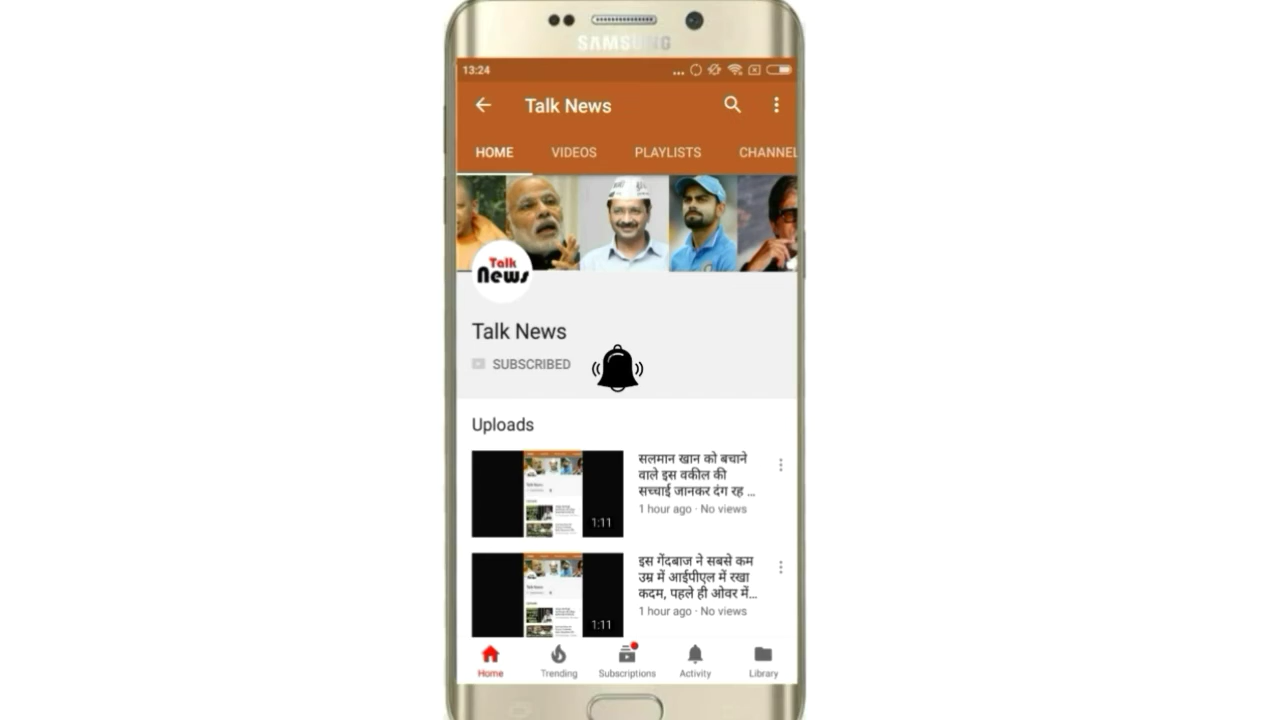 SAMSUNG
13:24
Talk News
HOME VIDEOS PLAYLISTS CHANNEL
Talk
News
Talk News
SUBSCRIBED
Uploads
सलमान खान को बचाने
वाले इस वकील की
सच्चाई जानकर दंग रह ...
1 hour ago · No views
1:11
इस गेंदबाज ने सबसे कम
उम्र में आईपीएल में रखा
कदम, पहले ही ओवर में...
1 hour ago · No views
1:11
Home Trending Subscriptions Activity Library